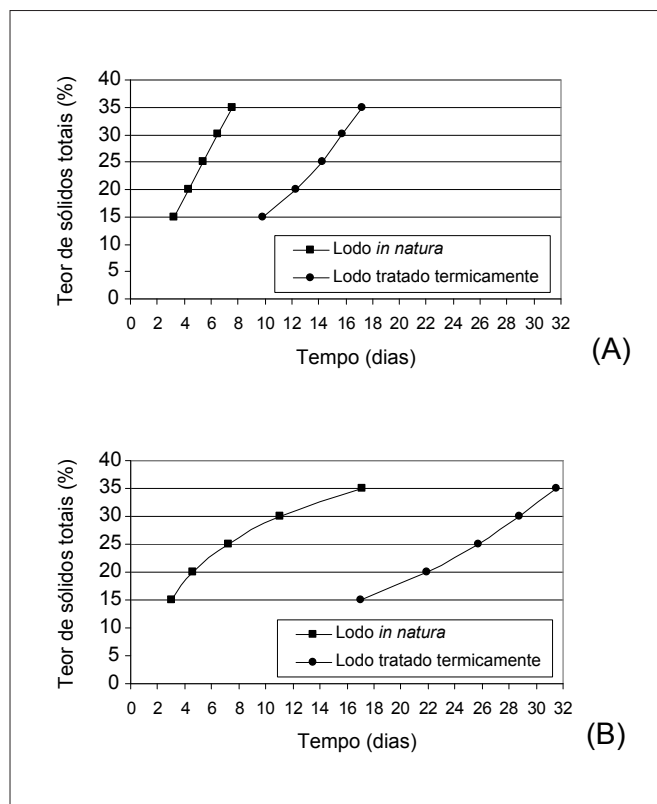 Teor de sólidos totais (%)
40
35
30
25
20
15
10
5
0
Lodo in natura
Lodo tratado termicamente
0 2 4 6 8 10 12 14 16 18 20 22 24 26 28 30 32
Tempo (dias)
(A)
Teor de sólidos totais (%)
40
35
30
25
20
15
10
5
0
Lodo in natura
Lodo tratado termicamente
0 2 4 6 8 10 12 14 16 18 20 22 24 26 28 30 32
Tempo (dias)
(B)